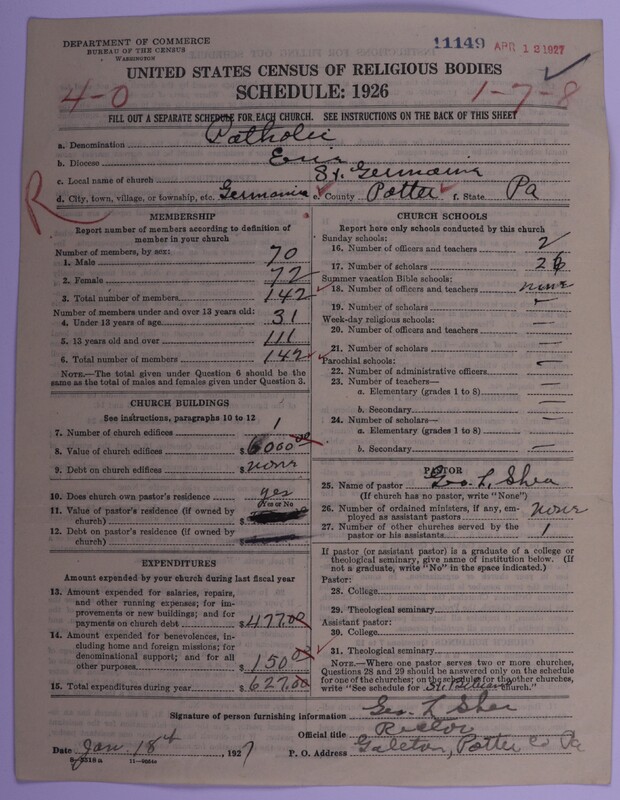 DEPARTMENT OF COMMERCE
BUREAU OF THE CENSUS
WASHINGTON
11149 APR 12 1927
UNITED STATES CENSUS OF RELIGIOUS BODIES
SCHEDULE: 1926
4-0
1-7-8
FILL OUT A SEPARATE SCHEDULE FOR EACH CHURCH. SEE INSTRUCTIONS ON THE BACK OF THIS SHEET
a. Denomination Catholic
b. Diocese Erie
c. Local name of church St. Germania
d. City, town, village, or township, etc. Germania e. County Potter f. State Pa
R
MEMBERSHIP
Report number of members according to definition of
member in your church
Number of members, by sex:
1. Male 70
2. Female 72
3. Total number of members 142
Number of members under and over 13 years old:
4. Under 13 years of age 31
5. 13 years old and over 111
6. Total number of members 142
NOTE.—The total given under Question 6 should be the
same as the total of males and females given under Question 3.
CHURCH BUILDINGS
See instructions, paragraphs 10 to 12
7. Number of church edifices 1
8. Value of church edifices $ 6000 00
9. Debt on church edifices $ none
10. Does church own pastor's residence yes
Yes or No
11. Value of pastor's residence (if owned by
church) $
12. Debt on pastor's residence (if owned by
church) $
EXPENDITURES
Amount expended by your church during last fiscal year
13. Amount expended for salaries, repairs,
and other running expenses; for im-
provements or new buildings; and for
payments on church debt $ 477.00
14. Amount expended for benevolences,
including home and foreign missions; for
denominational support; and for all
other purposes $ 150 00
15. Total expenditures during year $ 627.00
CHURCH SCHOOLS
Report here only schools conducted by this church
Sunday schools:
16. Number of officers and teachers 2
17. Number of scholars 26
Summer vacation Bible schools:
18. Number of officers and teachers none
19. Number of scholars —
Week-day religious schools:
20. Number of officers and teachers —
21. Number of scholars —
Parochial schools:
22. Number of administrative officers —
23. Number of teachers—
a. Elementary (grades 1 to 8) —
b. Secondary —
24. Number of scholars—
a. Elementary (grades 1 to 8) —
b. Secondary —
PASTOR
25. Name of pastor Geo. L. Shea
(If church has no pastor, write "None")
26. Number of ordained ministers, if any, em-
ployed as assistant pastors none
27. Number of other churches served by the
pastor or his assistants 1
If pastor (or assistant pastor) is a graduate of a college or
theological seminary, give name of institution below. (If
not a graduate, write "No" in the space indicated.)
Pastor:
28. College
29. Theological seminary
Assistant pastor:
30. College
31. Theological seminary
NOTE.—Where one pastor serves two or more churches,
Questions 28 and 29 should be answered only on the schedule
for one of the churches; on the schedule for the other churches,
write "See schedule for St. church."
Signature of person furnishing information Geo. L. Shea
Official title Rector
Date Jan. 18th, 1927 P. O. Address Galeton, Potter Co Pa
8-5318 a 11-9264a